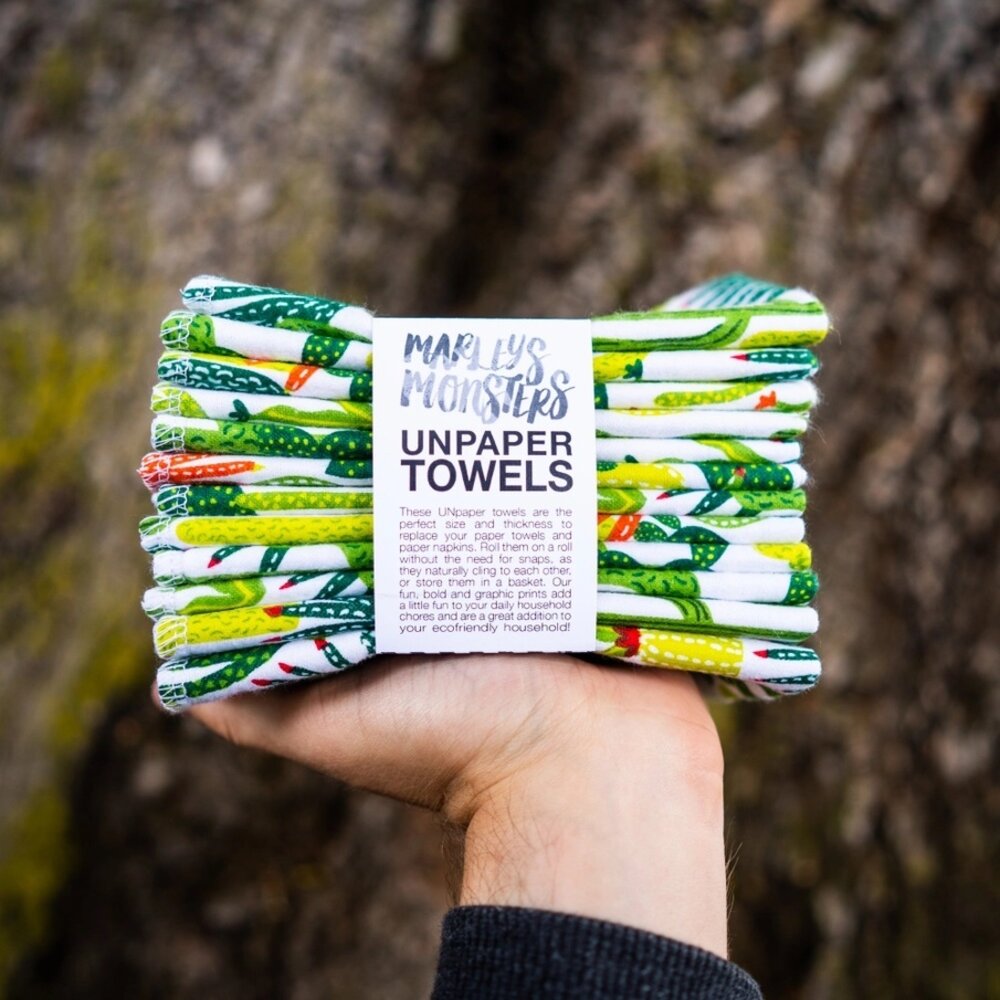 MARLEYS
MONSTERS
UNPAPER
TOWELS
These UNpaper towels are the
perfect size and thickness to
replace your paper towels and
paper napkins. Roll them on a roll
without the need for snaps, as
they naturally cling to each other,
or store them in a basket. Our
fun, bold and graphic prints add
a little fun to your daily household
chores and are a great addition to
your ecofriendly household!